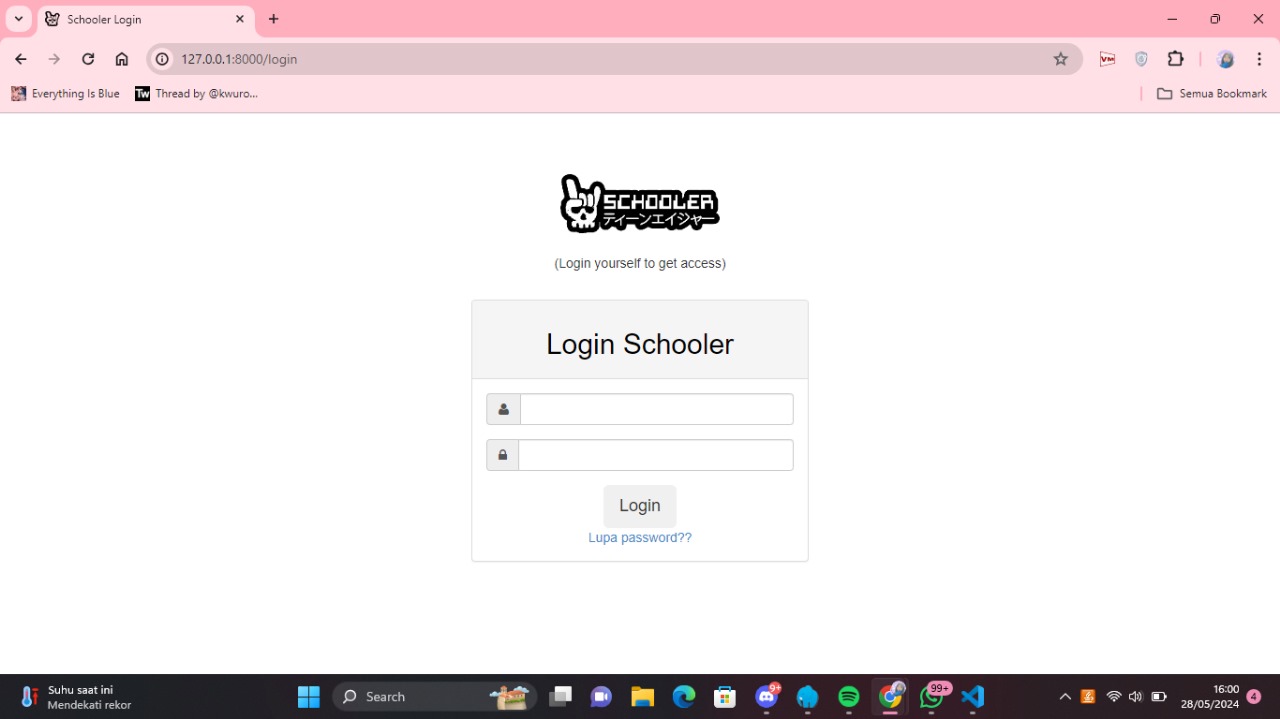 Schooler Login
127.0.0.1:8000/login
VM
Everything Is Blue
Tw
Thread by @kwuro...
Semua Bookmark
SCHOOLER
ティーンエイジャー
(Login yourself to get access)
Login Schooler
Login
Lupa password??
Suhu saat ini
Mendekati rekor
Search
9+
99+
16:00
28/05/2024
4